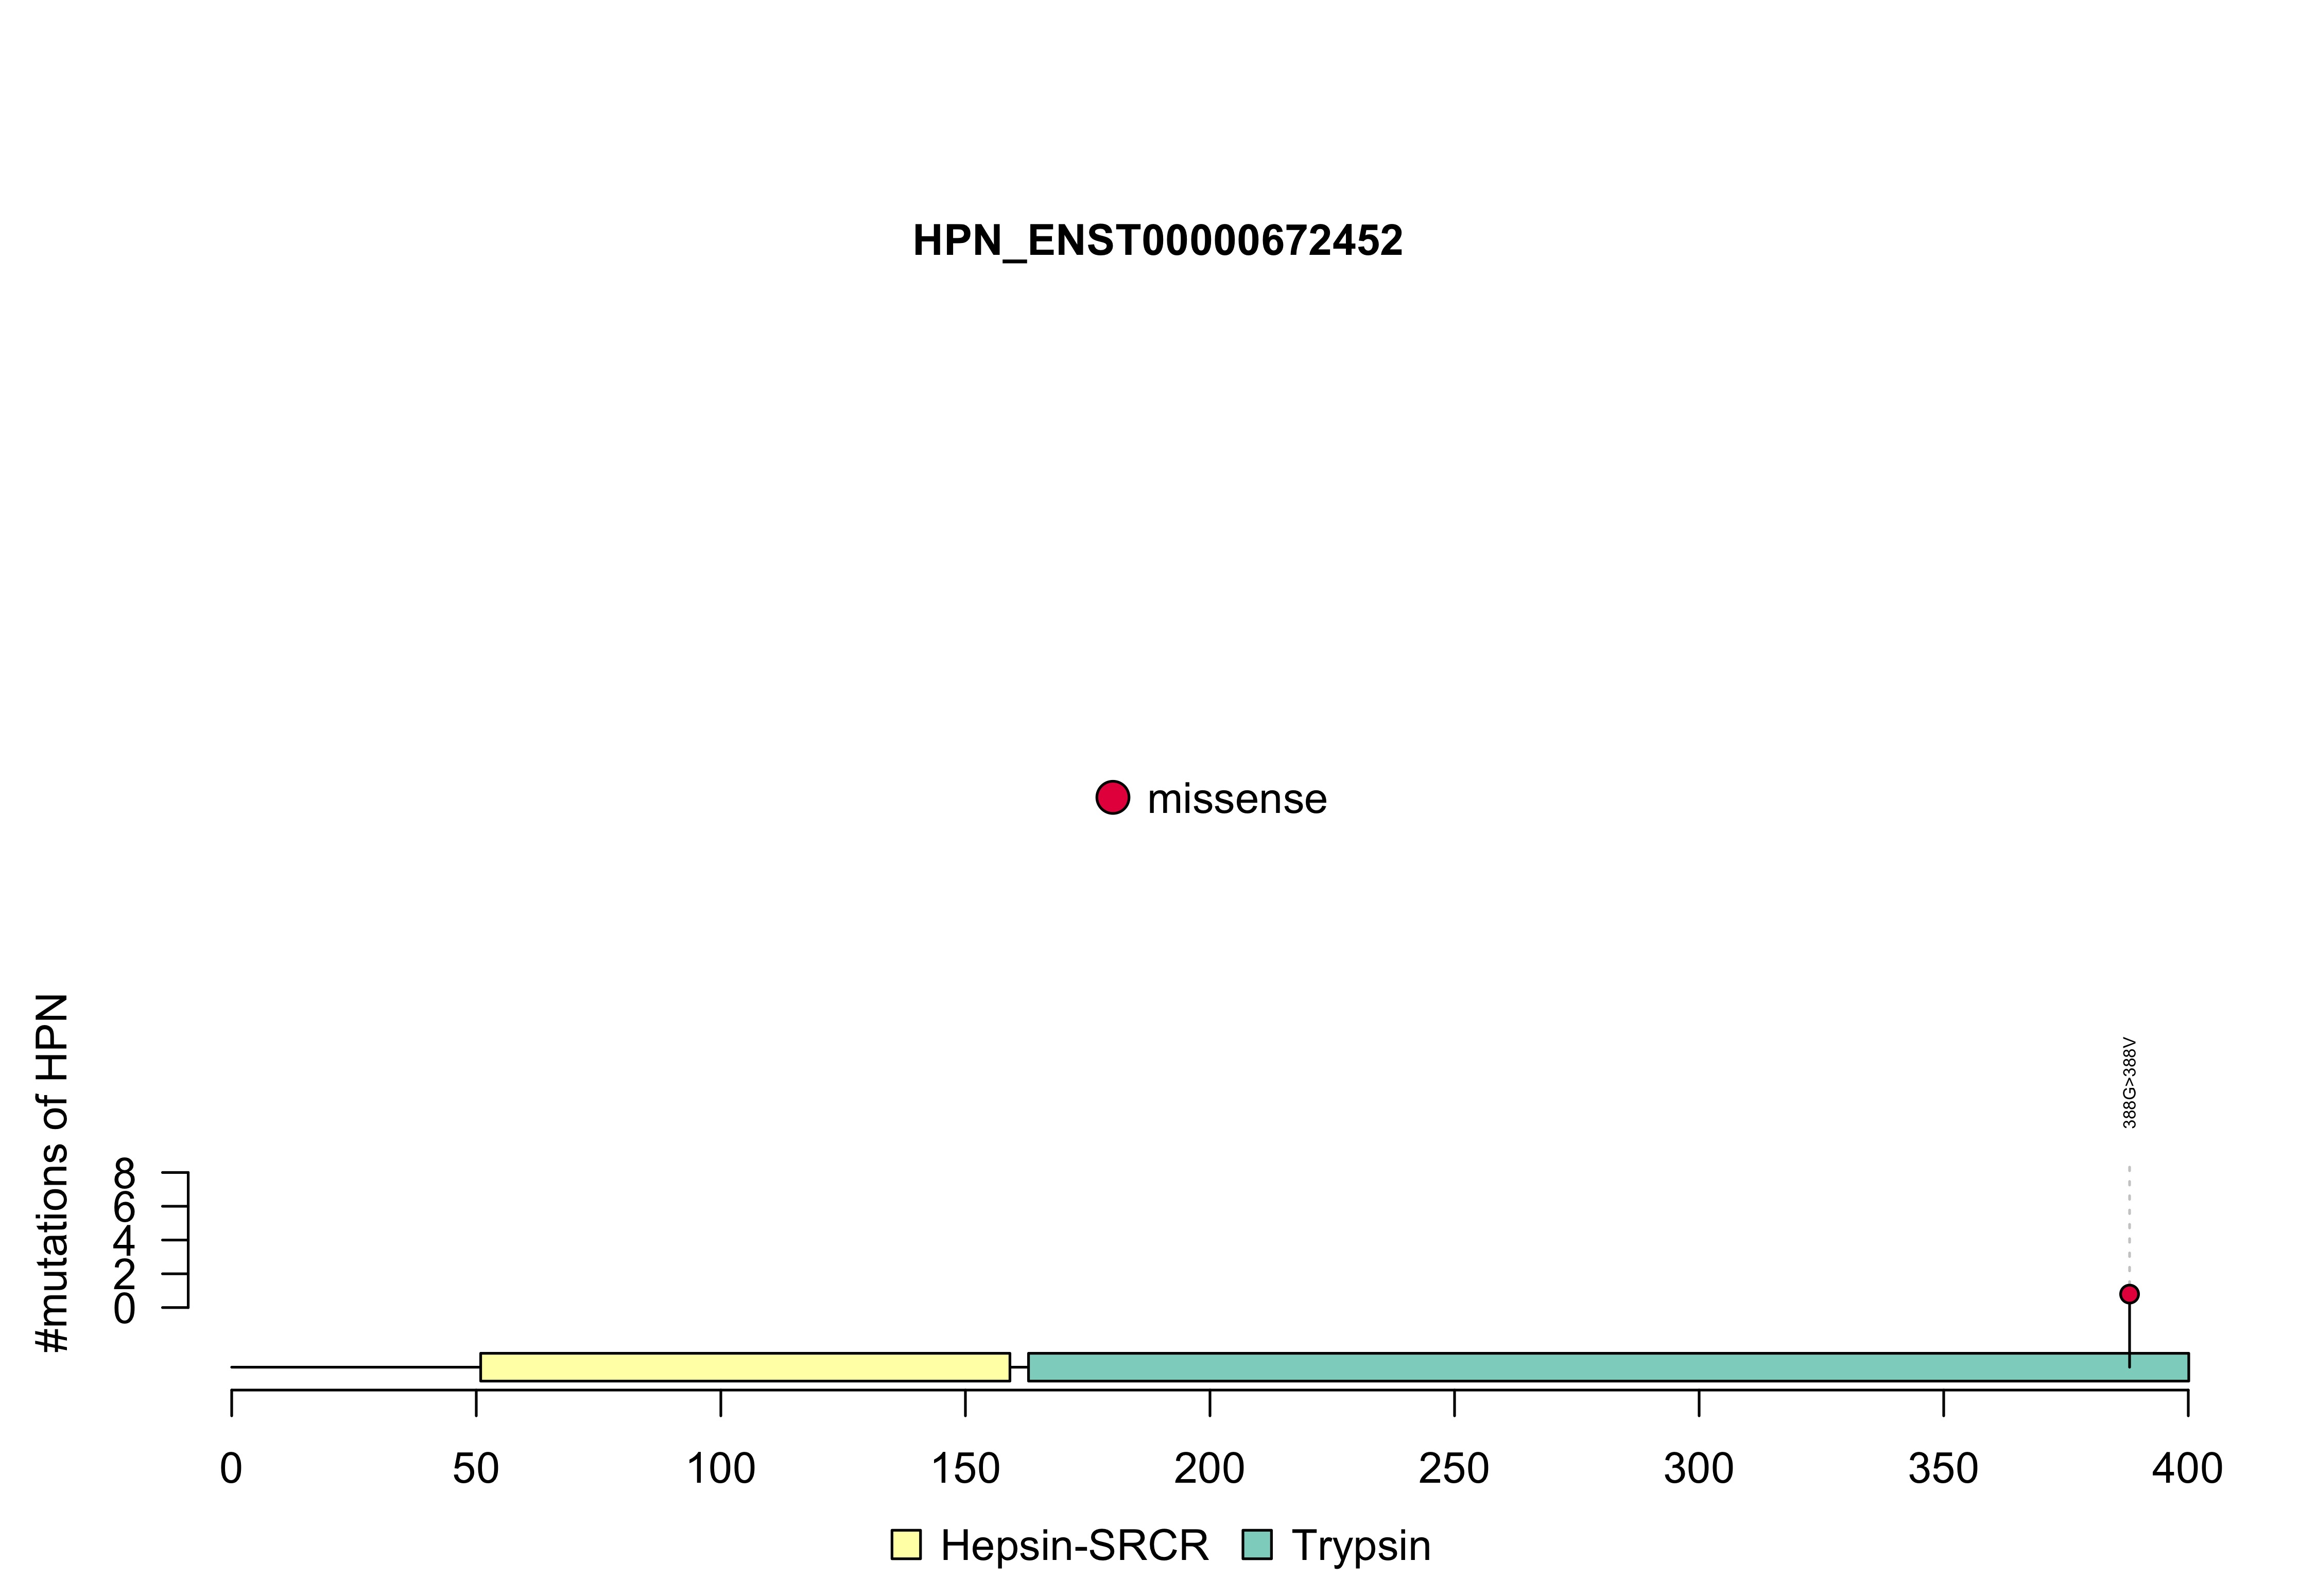 HPN_ENST00000672452
missense
#mutations of HPN
388G>388V
8
6
4
2
0
0 50 100 150 200 250 300 350 400
Hepsin-SRCR Trypsin